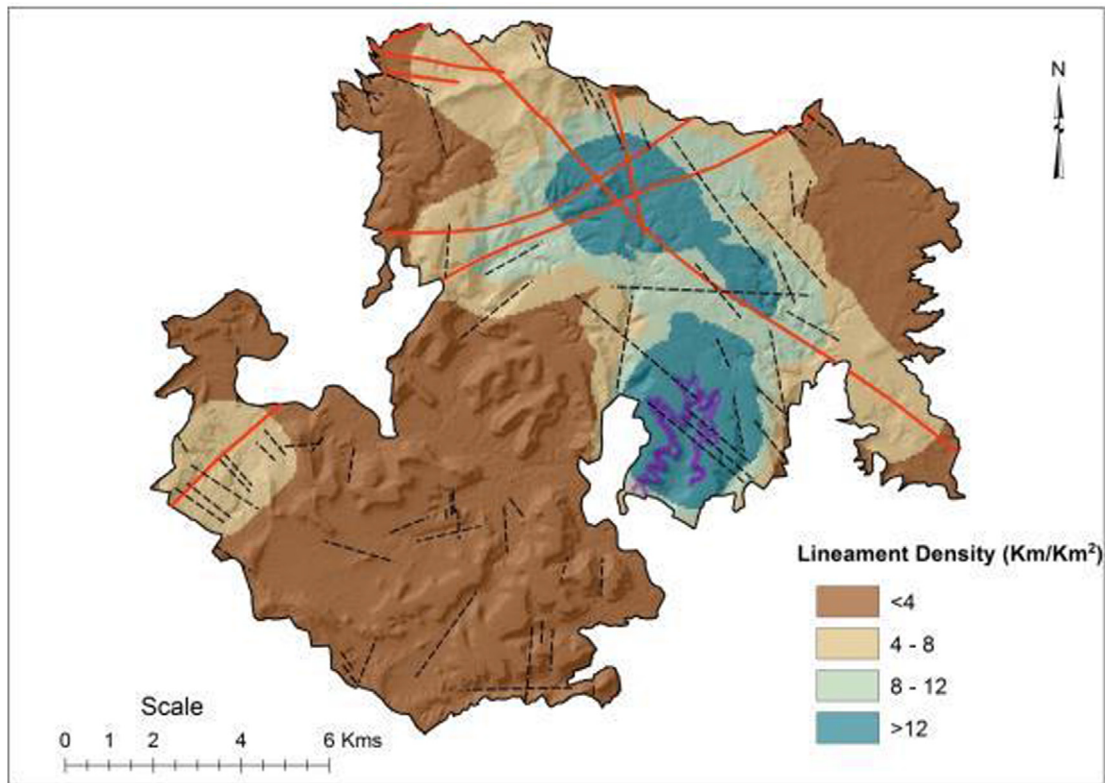 N
Lineament Density (Km/Km²)
<4
4 - 8
8 - 12
>12
Scale
0 1 2 4 6 Kms